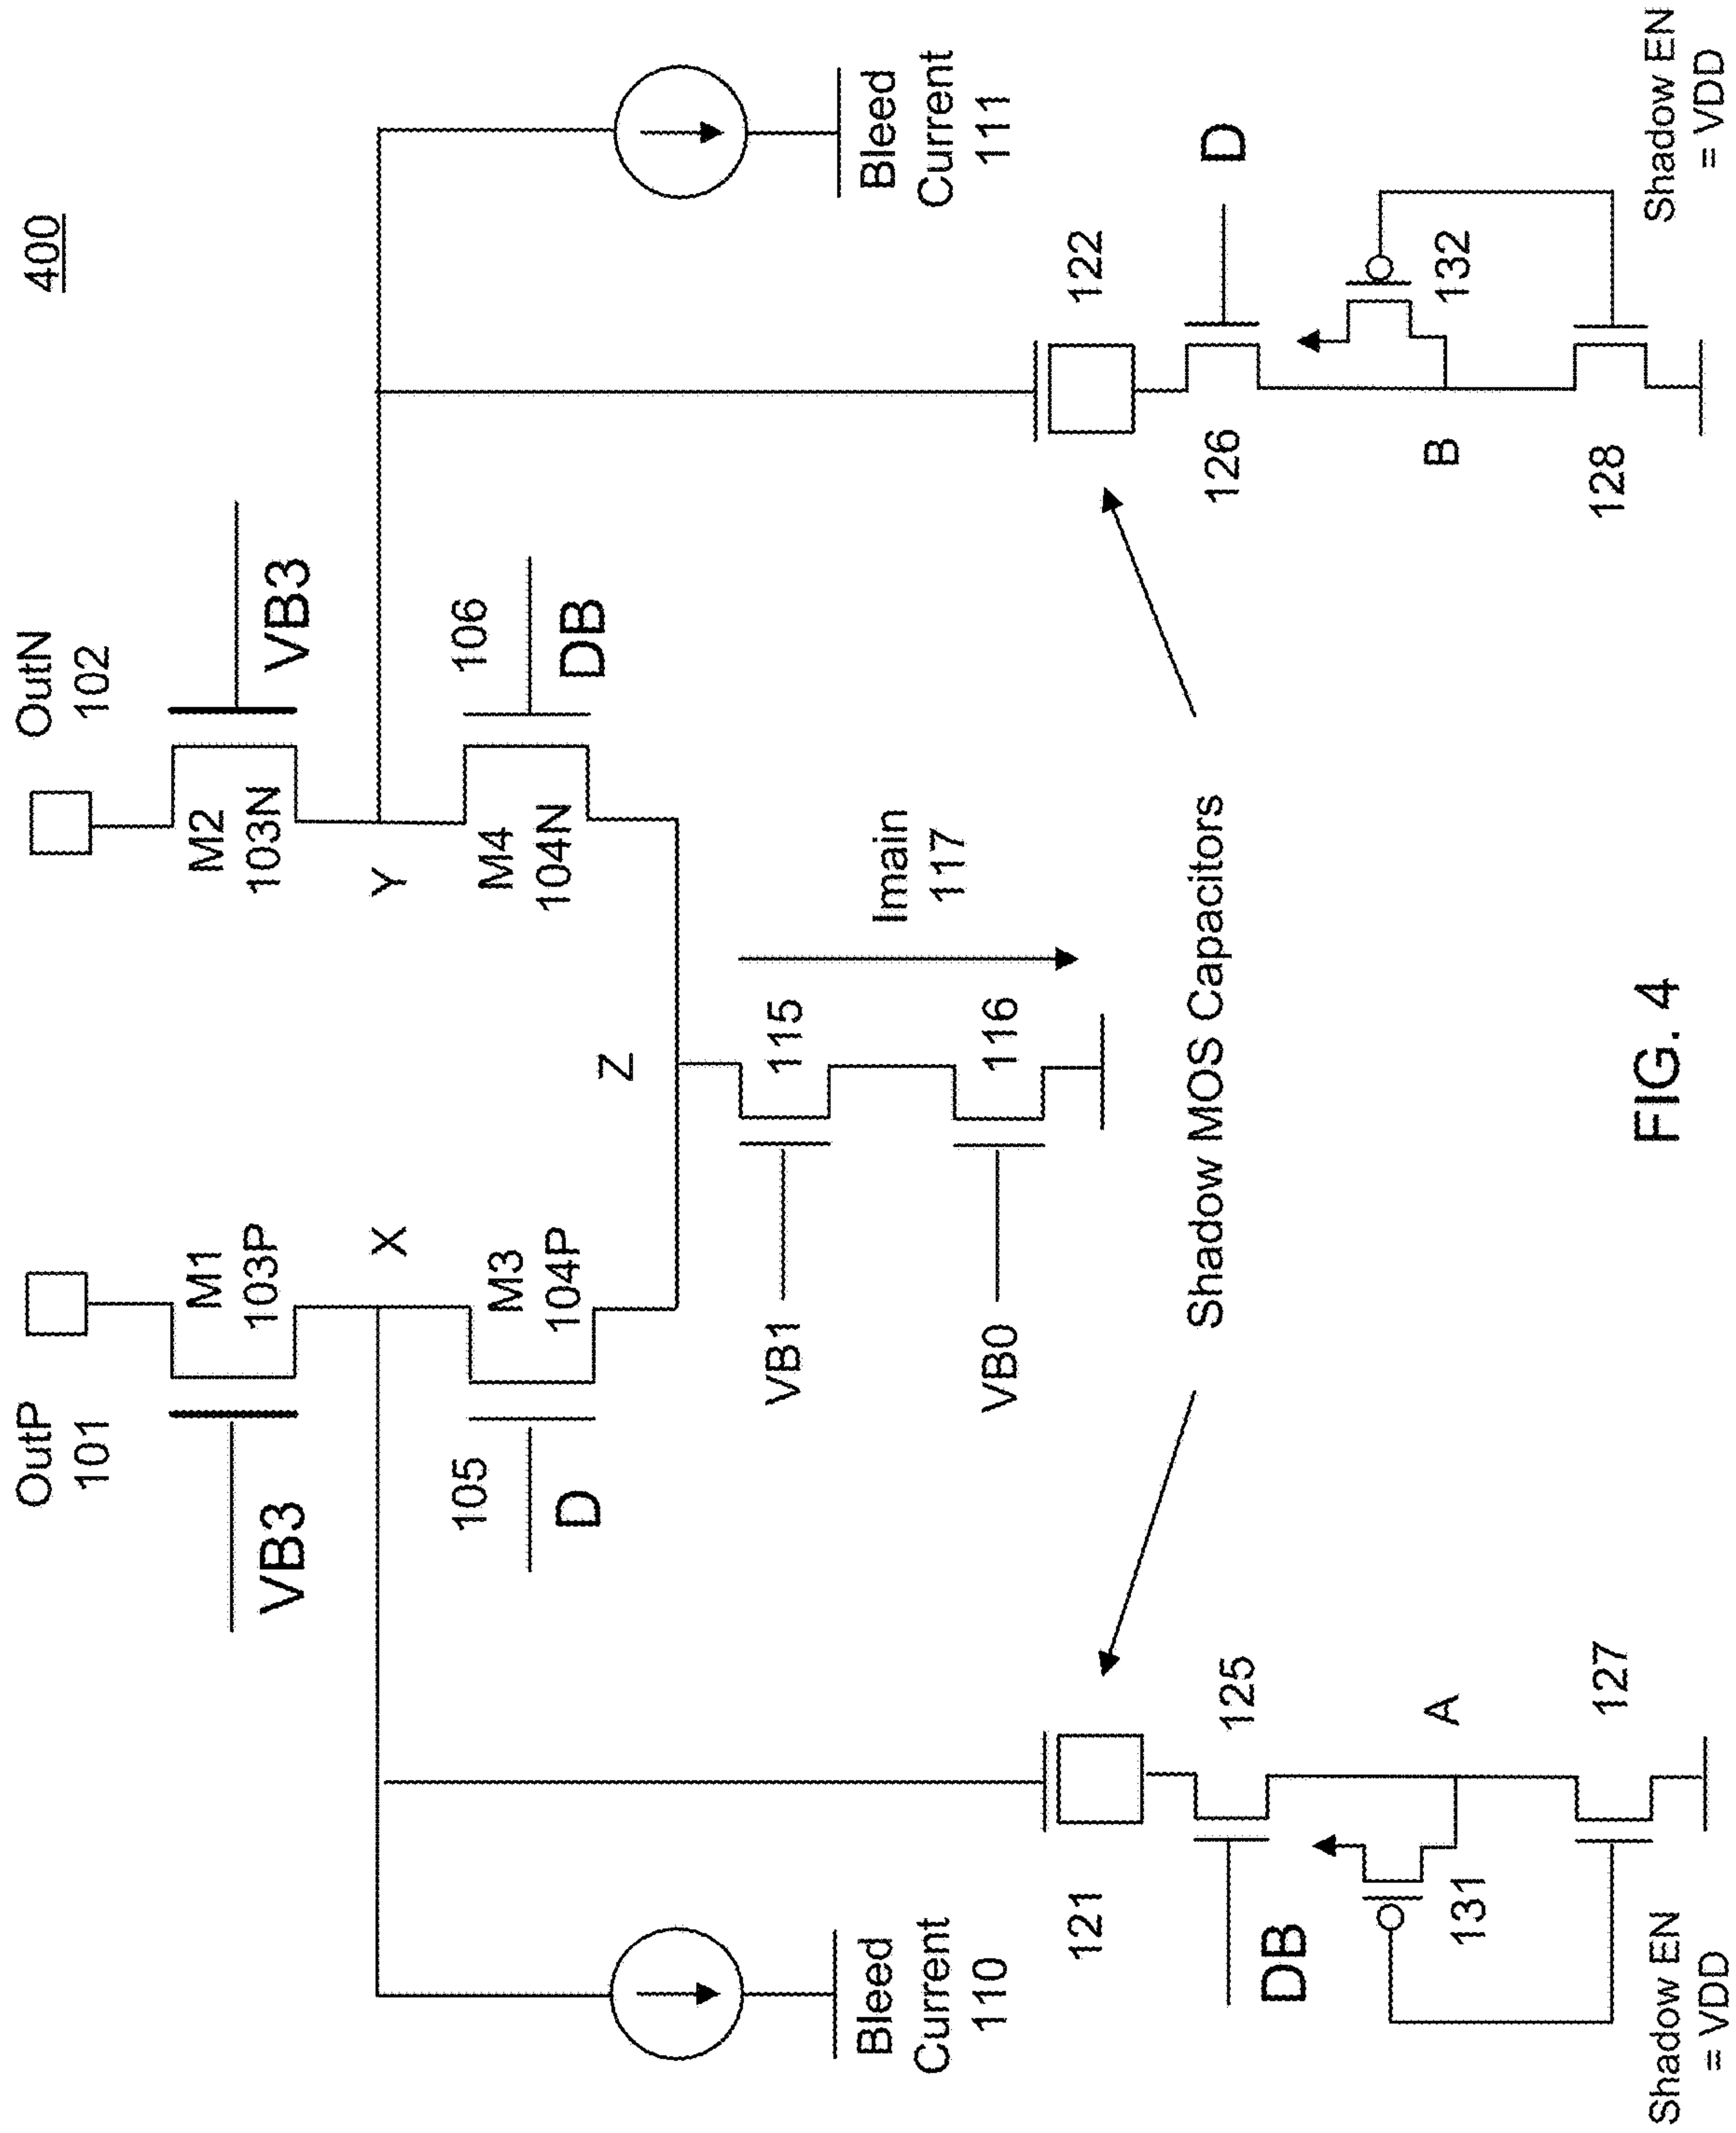 400
OutP
101
OutN
102
VB3
M1
103P
M2
103N
VB3
X
Y
105
D
M3
104P
M4
104N
106
DB
Z
VB1
115
VB0
116
Imain
117
Bleed
Current
110
Bleed
Current
111
121
122
Shadow MOS Capacitors
DB
125
126
D
131
A
B
132
127
128
Shadow EN
= VDD
Shadow EN
= VDD
FIG. 4